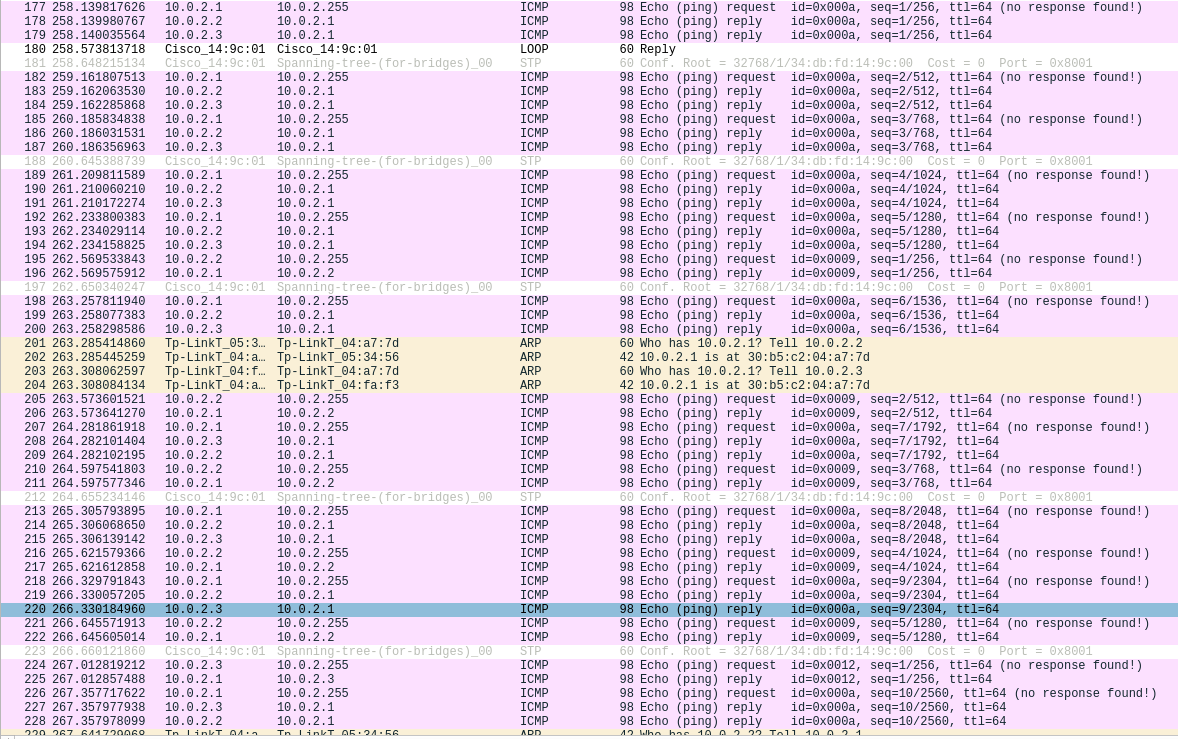 177 258.139817626 10.0.2.1 10.0.2.255 ICMP 98 Echo (ping) request id=0x000a, seq=1/256, ttl=64 (no response found!)
178 258.139980767 10.0.2.2 10.0.2.1 ICMP 98 Echo (ping) reply id=0x000a, seq=1/256, ttl=64
179 258.140035564 10.0.2.3 10.0.2.1 ICMP 98 Echo (ping) reply id=0x000a, seq=1/256, ttl=64
180 258.573813718 Cisco_14:9c:01 Cisco_14:9c:01 LOOP 60 Reply
181 258.648215134 Cisco_14:9c:01 Spanning-tree-(for-bridges)_00 STP 60 Conf. Root = 32768/1/34:db:fd:14:9c:00 Cost = 0 Port = 0x8001
182 259.161807513 10.0.2.1 10.0.2.255 ICMP 98 Echo (ping) request id=0x000a, seq=2/512, ttl=64 (no response found!)
183 259.162063530 10.0.2.2 10.0.2.1 ICMP 98 Echo (ping) reply id=0x000a, seq=2/512, ttl=64
184 259.162285868 10.0.2.3 10.0.2.1 ICMP 98 Echo (ping) reply id=0x000a, seq=2/512, ttl=64
185 260.185834838 10.0.2.1 10.0.2.255 ICMP 98 Echo (ping) request id=0x000a, seq=3/768, ttl=64 (no response found!)
186 260.186031531 10.0.2.2 10.0.2.1 ICMP 98 Echo (ping) reply id=0x000a, seq=3/768, ttl=64
187 260.186356963 10.0.2.3 10.0.2.1 ICMP 98 Echo (ping) reply id=0x000a, seq=3/768, ttl=64
188 260.645388739 Cisco_14:9c:01 Spanning-tree-(for-bridges)_00 STP 60 Conf. Root = 32768/1/34:db:fd:14:9c:00 Cost = 0 Port = 0x8001
189 261.209811589 10.0.2.1 10.0.2.255 ICMP 98 Echo (ping) request id=0x000a, seq=4/1024, ttl=64 (no response found!)
190 261.210060210 10.0.2.2 10.0.2.1 ICMP 98 Echo (ping) reply id=0x000a, seq=4/1024, ttl=64
191 261.210172274 10.0.2.3 10.0.2.1 ICMP 98 Echo (ping) reply id=0x000a, seq=4/1024, ttl=64
192 262.233800383 10.0.2.1 10.0.2.255 ICMP 98 Echo (ping) request id=0x000a, seq=5/1280, ttl=64 (no response found!)
193 262.234029114 10.0.2.2 10.0.2.1 ICMP 98 Echo (ping) reply id=0x000a, seq=5/1280, ttl=64
194 262.234158825 10.0.2.3 10.0.2.1 ICMP 98 Echo (ping) reply id=0x000a, seq=5/1280, ttl=64
195 262.569533843 10.0.2.2 10.0.2.255 ICMP 98 Echo (ping) request id=0x0009, seq=1/256, ttl=64 (no response found!)
196 262.569575912 10.0.2.1 10.0.2.2 ICMP 98 Echo (ping) reply id=0x0009, seq=1/256, ttl=64
197 262.650340247 Cisco_14:9c:01 Spanning-tree-(for-bridges)_00 STP 60 Conf. Root = 32768/1/34:db:fd:14:9c:00 Cost = 0 Port = 0x8001
198 263.257811940 10.0.2.1 10.0.2.255 ICMP 98 Echo (ping) request id=0x000a, seq=6/1536, ttl=64 (no response found!)
199 263.258077383 10.0.2.2 10.0.2.1 ICMP 98 Echo (ping) reply id=0x000a, seq=6/1536, ttl=64
200 263.258298586 10.0.2.3 10.0.2.1 ICMP 98 Echo (ping) reply id=0x000a, seq=6/1536, ttl=64
201 263.285414860 Tp-LinkT_05:3… Tp-LinkT_04:a7:7d ARP 60 Who has 10.0.2.1? Tell 10.0.2.2
202 263.285445259 Tp-LinkT_04:a… Tp-LinkT_05:34:56 ARP 42 10.0.2.1 is at 30:b5:c2:04:a7:7d
203 263.308062597 Tp-LinkT_04:f… Tp-LinkT_04:a7:7d ARP 60 Who has 10.0.2.1? Tell 10.0.2.3
204 263.308084134 Tp-LinkT_04:a… Tp-LinkT_04:fa:f3 ARP 42 10.0.2.1 is at 30:b5:c2:04:a7:7d
205 263.573601521 10.0.2.2 10.0.2.255 ICMP 98 Echo (ping) request id=0x0009, seq=2/512, ttl=64 (no response found!)
206 263.573641270 10.0.2.1 10.0.2.2 ICMP 98 Echo (ping) reply id=0x0009, seq=2/512, ttl=64
207 264.281861918 10.0.2.1 10.0.2.255 ICMP 98 Echo (ping) request id=0x000a, seq=7/1792, ttl=64 (no response found!)
208 264.282101404 10.0.2.3 10.0.2.1 ICMP 98 Echo (ping) reply id=0x000a, seq=7/1792, ttl=64
209 264.282102195 10.0.2.2 10.0.2.1 ICMP 98 Echo (ping) reply id=0x000a, seq=7/1792, ttl=64
210 264.597541803 10.0.2.2 10.0.2.255 ICMP 98 Echo (ping) request id=0x0009, seq=3/768, ttl=64 (no response found!)
211 264.597577346 10.0.2.1 10.0.2.2 ICMP 98 Echo (ping) reply id=0x0009, seq=3/768, ttl=64
212 264.655234146 Cisco_14:9c:01 Spanning-tree-(for-bridges)_00 STP 60 Conf. Root = 32768/1/34:db:fd:14:9c:00 Cost = 0 Port = 0x8001
213 265.305793895 10.0.2.1 10.0.2.255 ICMP 98 Echo (ping) request id=0x000a, seq=8/2048, ttl=64 (no response found!)
214 265.306068650 10.0.2.2 10.0.2.1 ICMP 98 Echo (ping) reply id=0x000a, seq=8/2048, ttl=64
215 265.306139142 10.0.2.3 10.0.2.1 ICMP 98 Echo (ping) reply id=0x000a, seq=8/2048, ttl=64
216 265.621579366 10.0.2.2 10.0.2.255 ICMP 98 Echo (ping) request id=0x0009, seq=4/1024, ttl=64 (no response found!)
217 265.621612858 10.0.2.1 10.0.2.2 ICMP 98 Echo (ping) reply id=0x0009, seq=4/1024, ttl=64
218 266.329791843 10.0.2.1 10.0.2.255 ICMP 98 Echo (ping) request id=0x000a, seq=9/2304, ttl=64 (no response found!)
219 266.330057205 10.0.2.2 10.0.2.1 ICMP 98 Echo (ping) reply id=0x000a, seq=9/2304, ttl=64
220 266.330184960 10.0.2.3 10.0.2.1 ICMP 98 Echo (ping) reply id=0x000a, seq=9/2304, ttl=64
221 266.645571913 10.0.2.2 10.0.2.255 ICMP 98 Echo (ping) request id=0x0009, seq=5/1280, ttl=64 (no response found!)
222 266.645605014 10.0.2.1 10.0.2.2 ICMP 98 Echo (ping) reply id=0x0009, seq=5/1280, ttl=64
223 266.660121860 Cisco_14:9c:01 Spanning-tree-(for-bridges)_00 STP 60 Conf. Root = 32768/1/34:db:fd:14:9c:00 Cost = 0 Port = 0x8001
224 267.012819212 10.0.2.3 10.0.2.255 ICMP 98 Echo (ping) request id=0x0012, seq=1/256, ttl=64 (no response found!)
225 267.012857488 10.0.2.1 10.0.2.3 ICMP 98 Echo (ping) reply id=0x0012, seq=1/256, ttl=64
226 267.357717622 10.0.2.1 10.0.2.255 ICMP 98 Echo (ping) request id=0x000a, seq=10/2560, ttl=64 (no response found!)
227 267.357977938 10.0.2.3 10.0.2.1 ICMP 98 Echo (ping) reply id=0x000a, seq=10/2560, ttl=64
228 267.357978099 10.0.2.2 10.0.2.1 ICMP 98 Echo (ping) reply id=0x000a, seq=10/2560, ttl=64
229 267.641729068 Tp-LinkT_04:a… Tp-LinkT_05:34:56 ARP 42 Who has 10.0.2.2? Tell 10.0.2.1